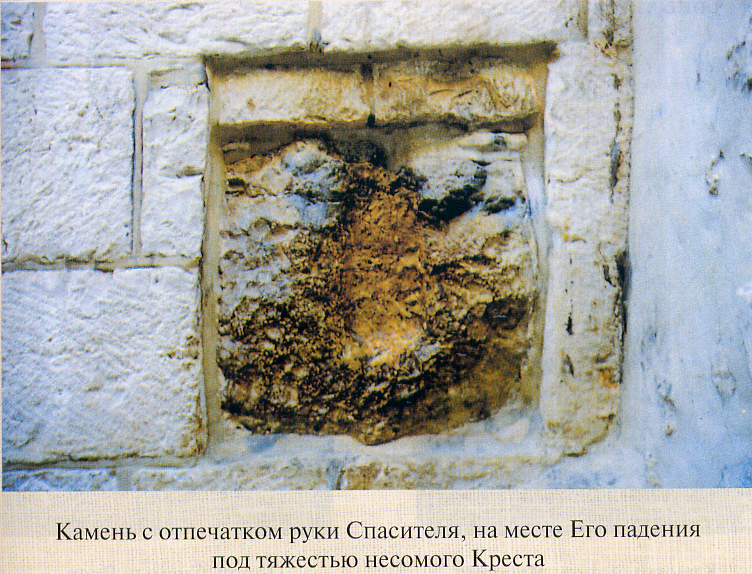 Камень с отпечатком руки Спасителя, на месте Его падения
под тяжестью несомого Креста